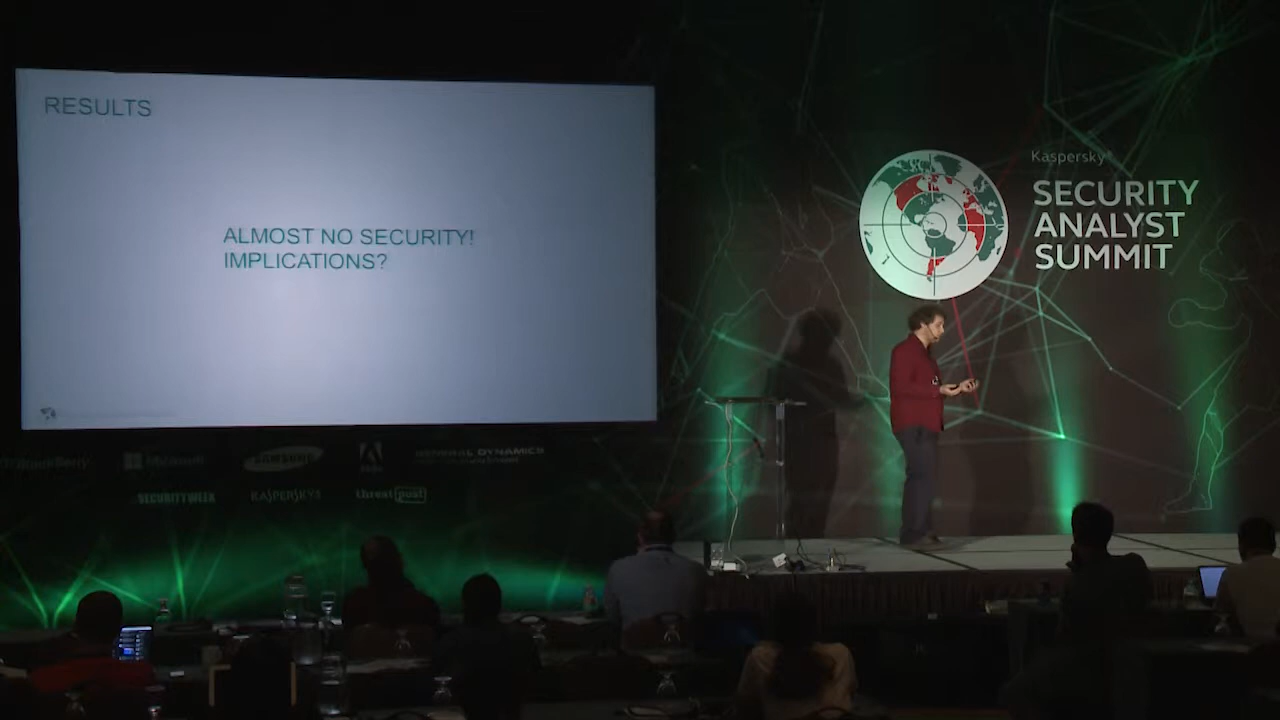 RESULTS
ALMOST NO SECURITY!
IMPLICATIONS?
Kaspersky
SECURITY
ANALYST
SUMMIT
Microsoft
SAMSUNG
GENERAL DYNAMICS
SECURITYWEEK
KASPERSKY
threatpost